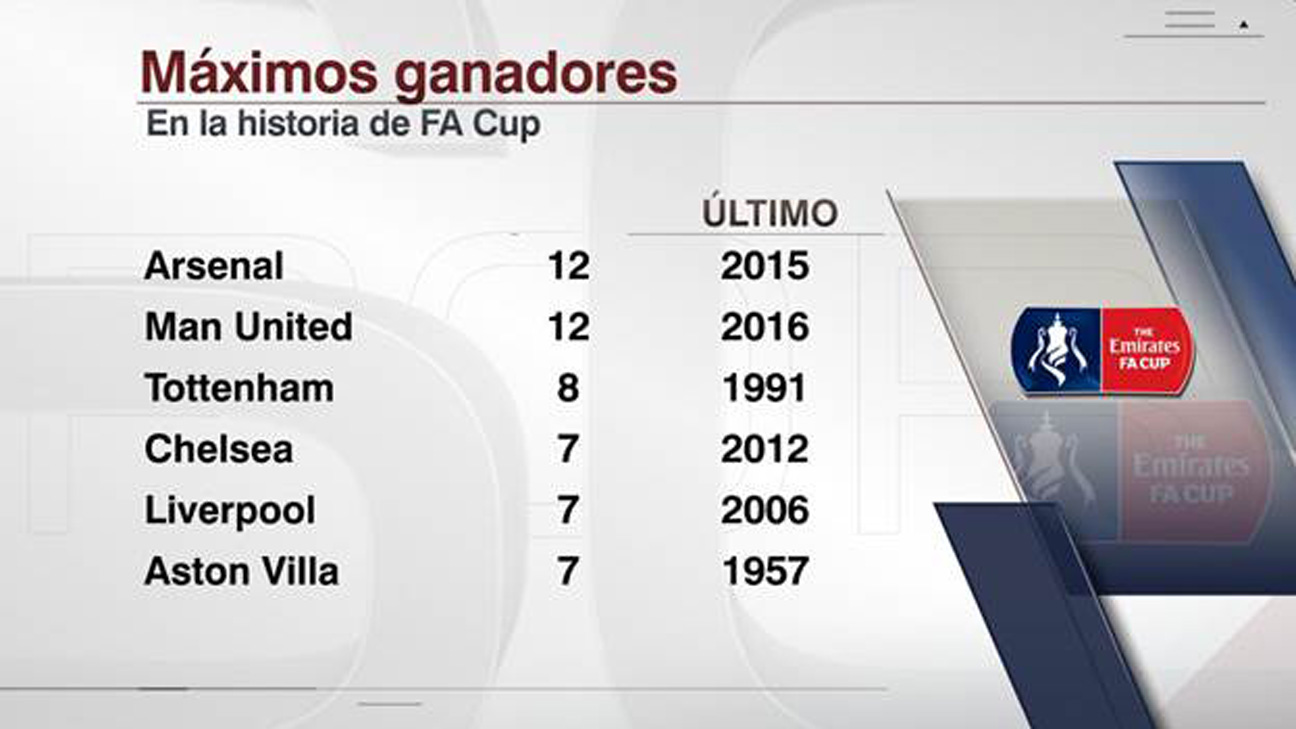 Máximos ganadores
En la historia de FA Cup
ÚLTIMO
Arsenal 12 2015
Man United 12 2016
Tottenham 8 1991
Chelsea 7 2012
Liverpool 7 2006
Aston Villa 7 1957
THE
Emirates
FA CUP
THE
Emirates
FA CUP